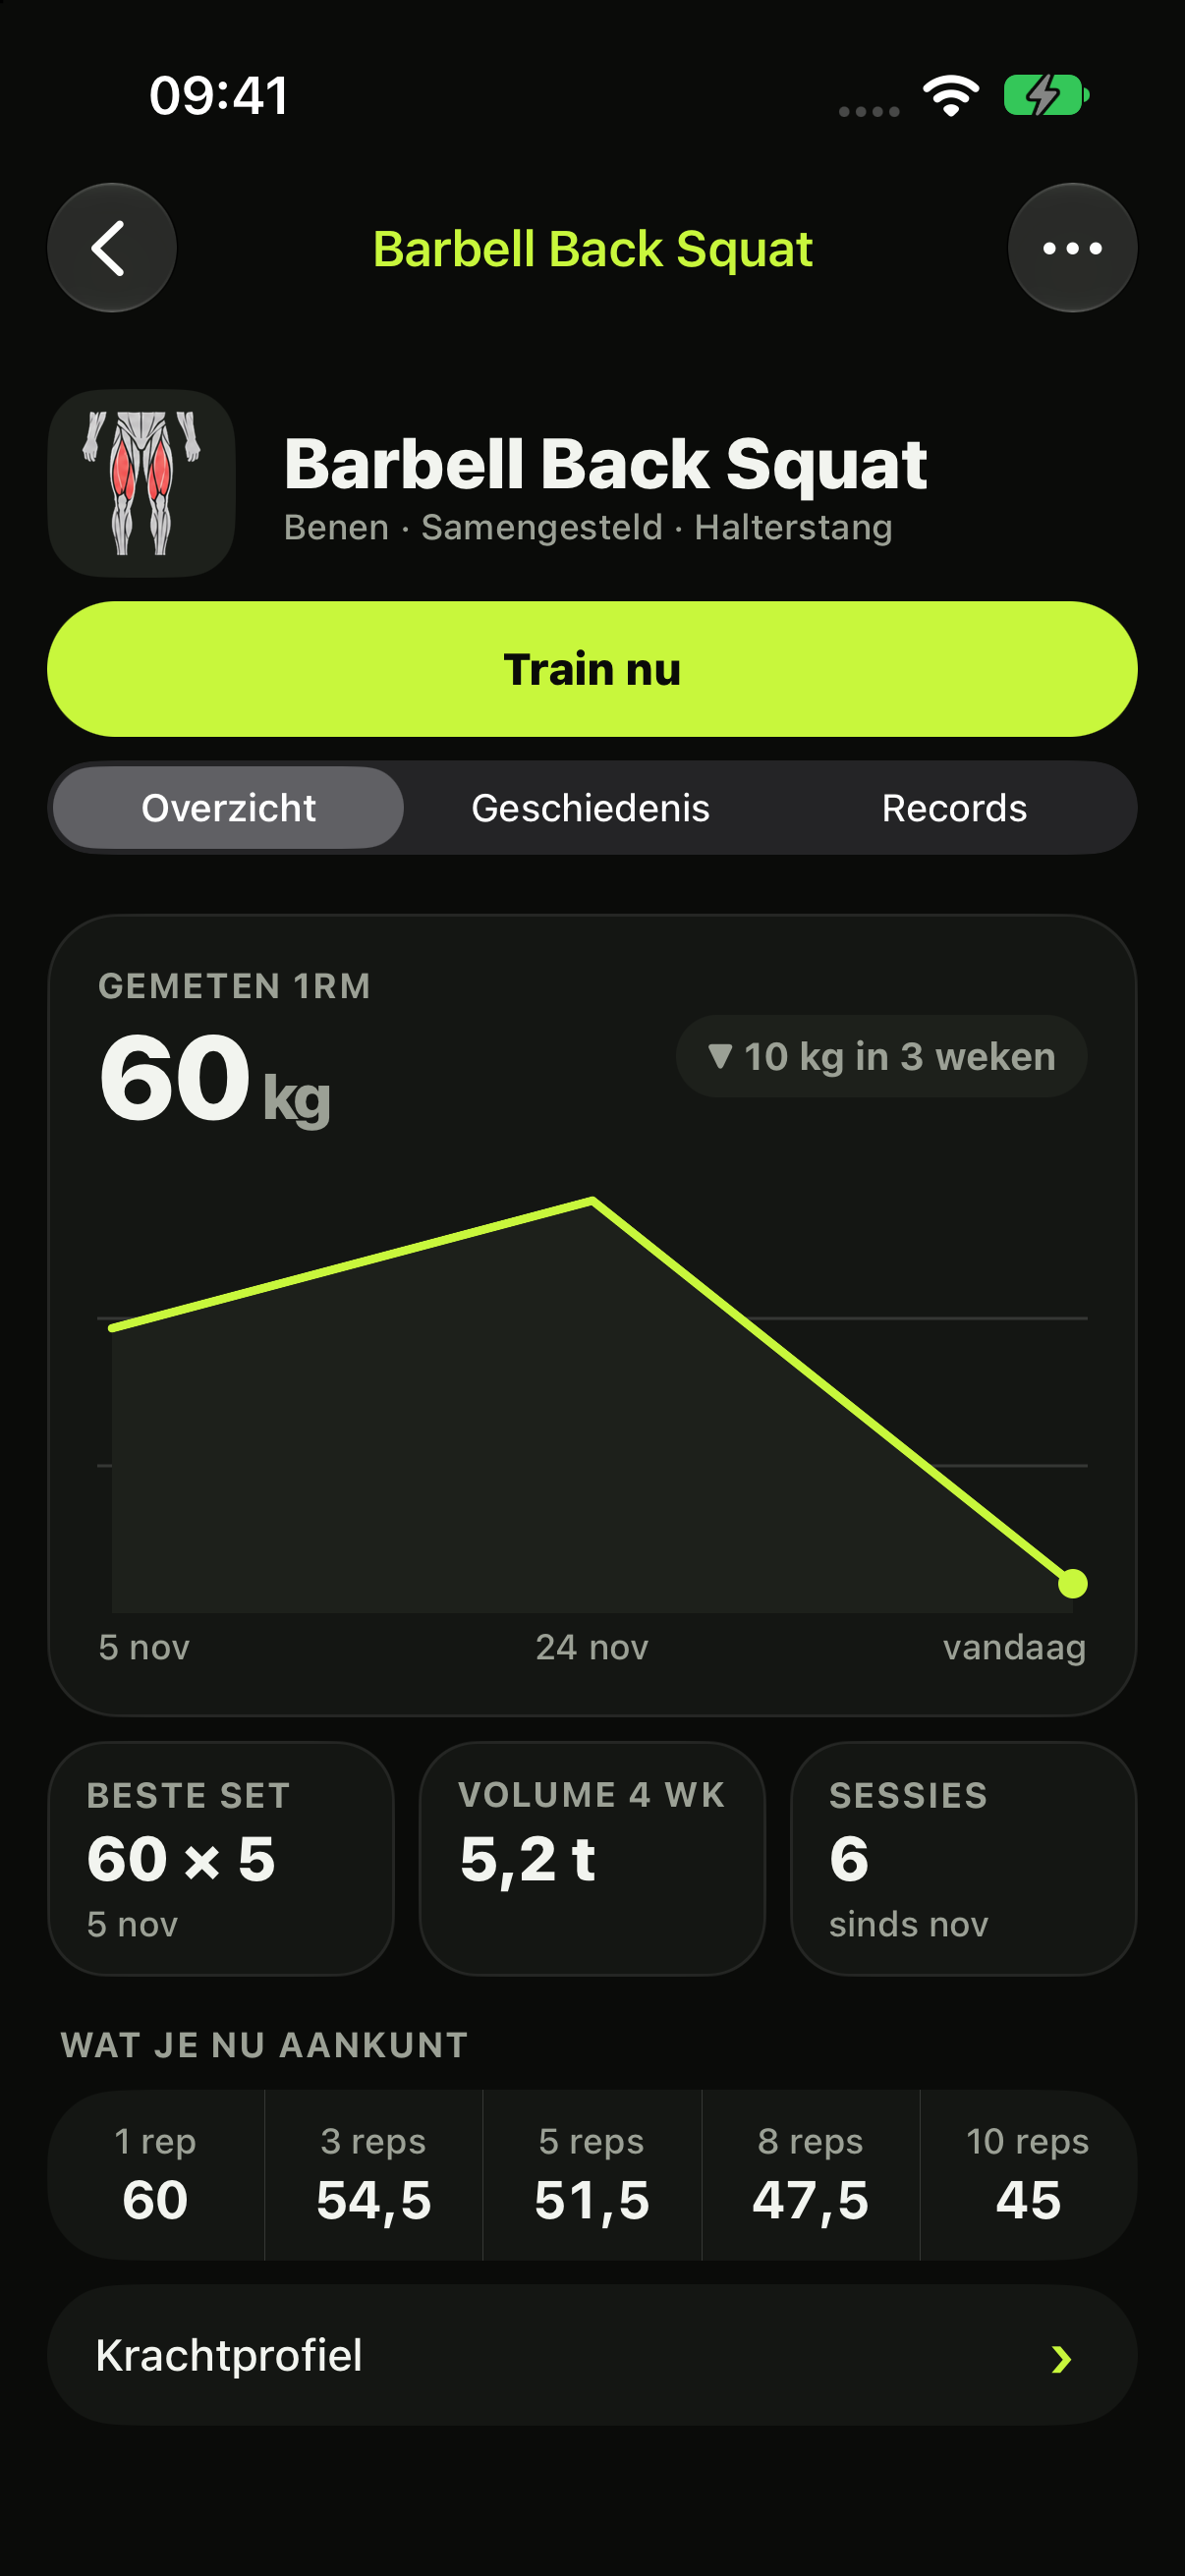 09:41
Barbell Back Squat
Barbell Back Squat
Benen · Samengesteld · Halterstang
Train nu
Overzicht Geschiedenis Records
GEMETEN 1RM
60 kg
▼ 10 kg in 3 weken
5 nov 24 nov vandaag
BESTE SET VOLUME 4 WK SESSIES
60 × 5 5,2 t 6
5 nov sinds nov
WAT JE NU AANKUNT
1 rep 3 reps 5 reps 8 reps 10 reps
60 54,5 51,5 47,5 45
Krachtprofiel